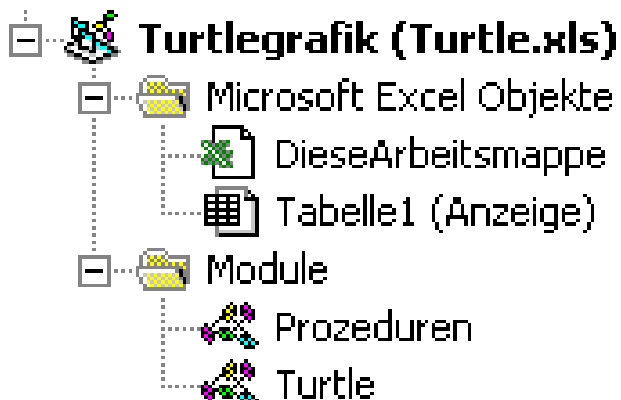 Turtlegrafik (Turtle.xls)
Microsoft Excel Objekte
DieseArbeitsmappe
Tabelle1 (Anzeige)
Module
Prozeduren
Turtle